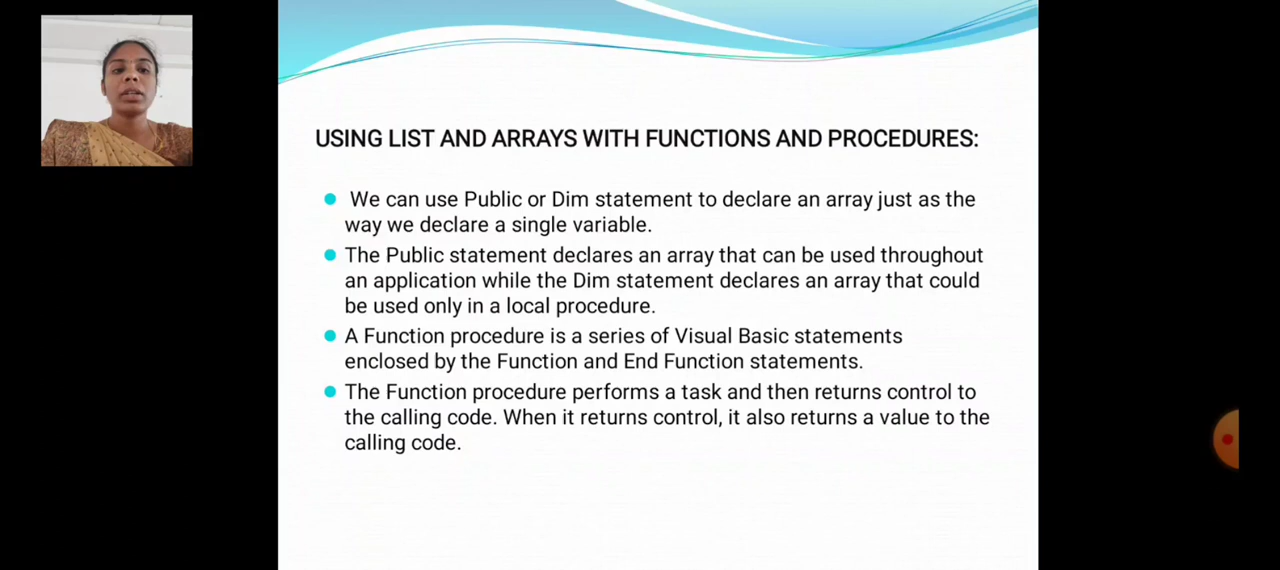 USING LIST AND ARRAYS WITH FUNCTIONS AND PROCEDURES:
We can use Public or Dim statement to declare an array just as the
way we declare a single variable.
The Public statement declares an array that can be used throughout
an application while the Dim statement declares an array that could
be used only in a local procedure.
A Function procedure is a series of Visual Basic statements
enclosed by the Function and End Function statements.
The Function procedure performs a task and then returns control to
the calling code. When it returns control, it also returns a value to the
calling code.